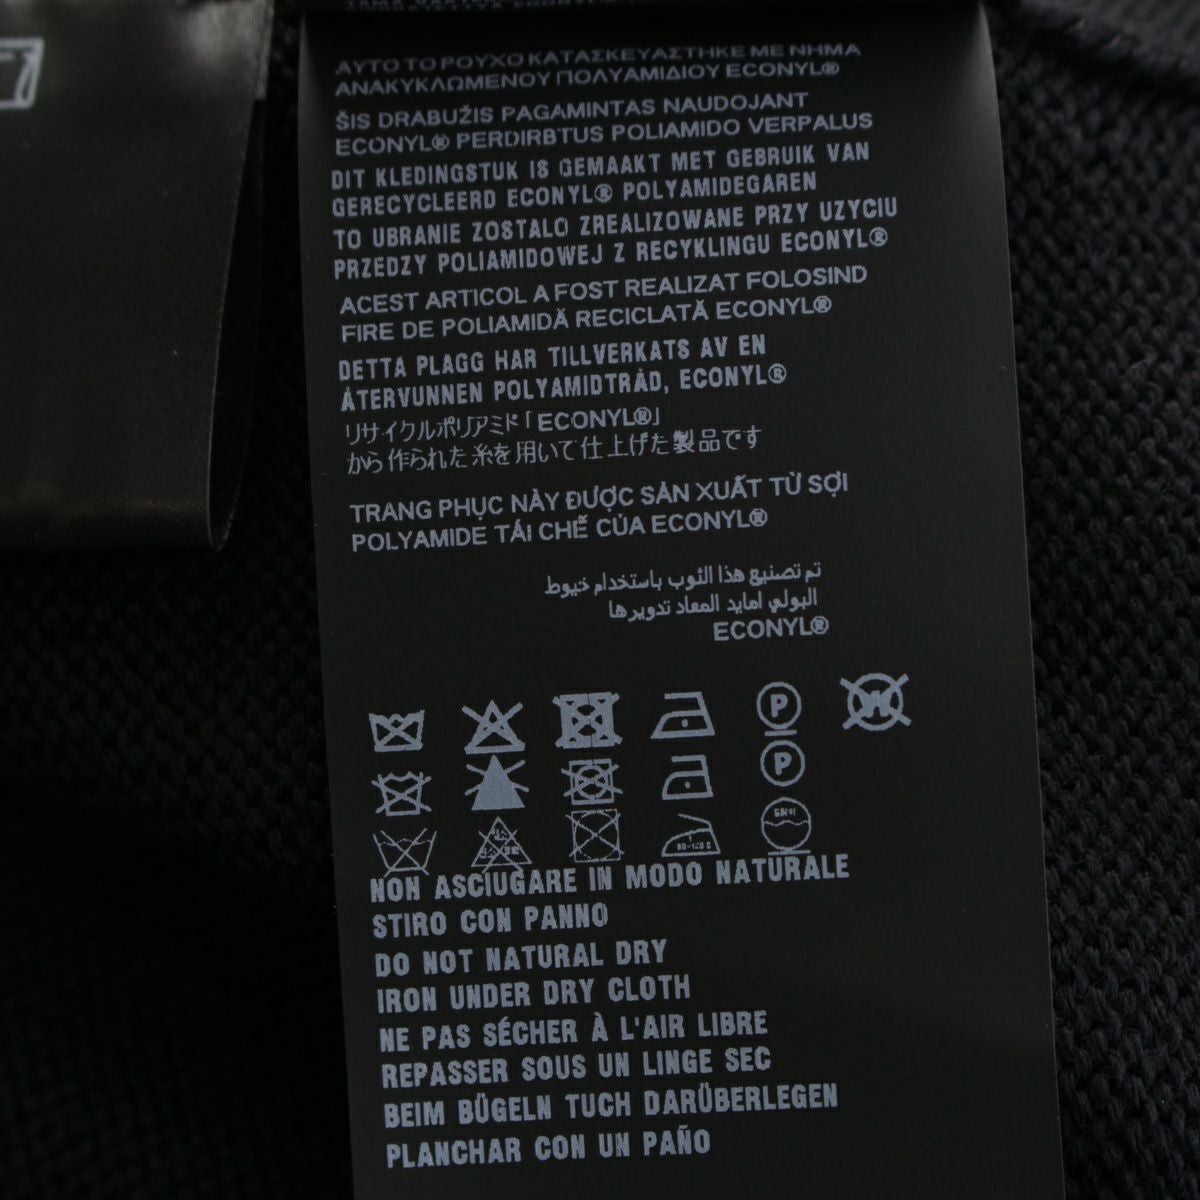 ΑΥΤΟ ΤΟ ΡΟΥΧΟ ΚΑΤΑΣΚΕΥΑΣΤΗΚΕ ΜΕ ΝΗΜΑ
ΑΝΑΚΥΚΛΩΜΕΝΟΥ ΠΟΛΥΑΜΙΔΙΟΥ ECONYL®
ŠIS DRABUŽIS PAGAMINTAS NAUDOJANT
ECONYL® PERDIRBTUS POLIAMIDO VERPALUS
DIT KLEDINGSTUK IS GEMAAKT MET GEBRUIK VAN
GERECYCLEERD ECONYL® POLYAMIDEGAREN
TO UBRANIE ZOSTALO ZREALIZOWANE PRZY UZYCIU
PRZEDZY POLIAMIDOWEJ Z RECYKLINGU ECONYL®
ACEST ARTICOL A FOST REALIZAT FOLOSIND
FIRE DE POLIAMIDĂ RECICLATĂ ECONYL®
DETTA PLAGG HAR TILLVERKATS AV EN
ÅTERVUNNEN POLYAMIDTRÅD, ECONYL®
リサイクルポリアミド「ECONYL®」
から作られた糸を用いて仕上げた製品です
TRANG PHỤC NÀY ĐƯỢC SẢN XUẤT TỪ SỢI
POLYAMIDE TÁI CHẾ CỦA ECONYL®
تم تصنيع هذا الثوب باستخدام خيوط
البولي امايد المعاد تدويرها
ECONYL®
P
P
NON ASCIUGARE IN MODO NATURALE
STIRO CON PANNO
DO NOT NATURAL DRY
IRON UNDER DRY CLOTH
NE PAS SÉCHER À L'AIR LIBRE
REPASSER SOUS UN LINGE SEC
BEIM BÜGELN TUCH DARÜBERLEGEN
PLANCHAR CON UN PAÑO